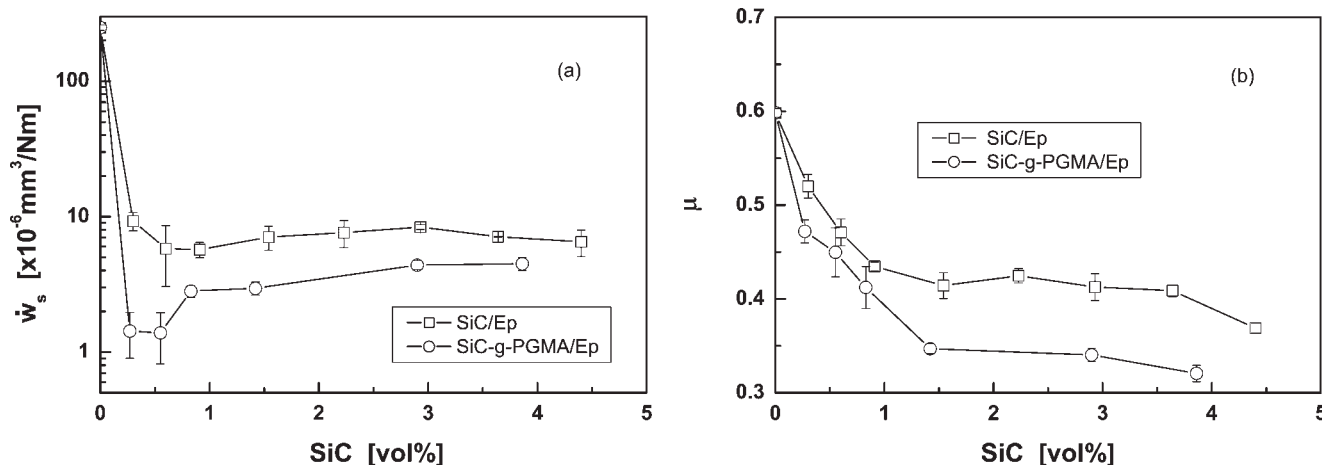 (a)
100
10
1
ẇs [x10-6mm3/Nm]
SiC/Ep
SiC-g-PGMA/Ep
0 1 2 3 4 5
SiC [vol%]
(b)
0.7
0.6
0.5
0.4
0.3
μ
SiC/Ep
SiC-g-PGMA/Ep
0 1 2 3 4 5
SiC [vol%]